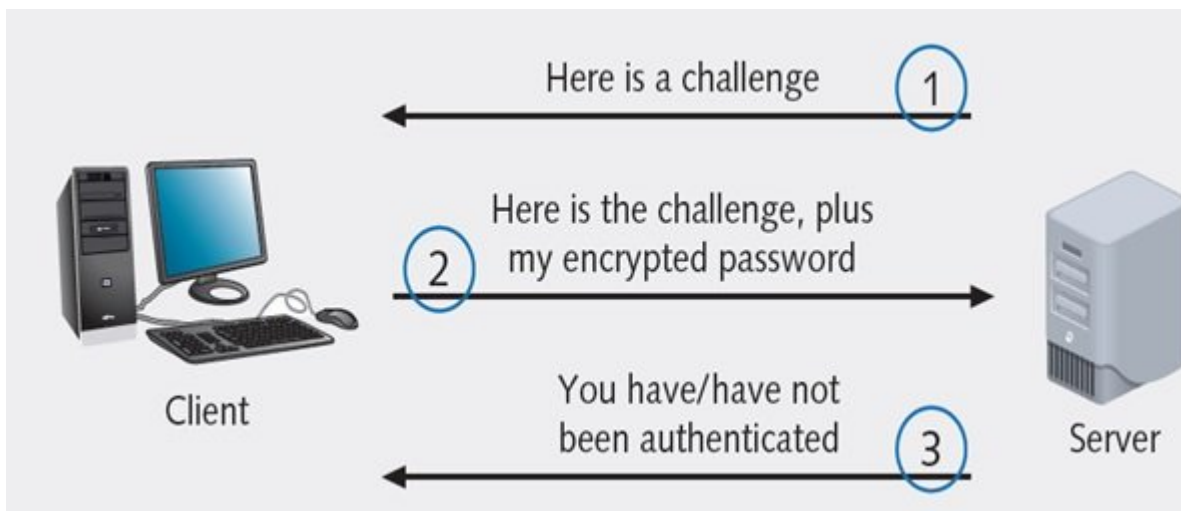 Here is a challenge
1
Here is the challenge, plus
my encrypted password
2
Client
You have/have not
been authenticated
3
Server